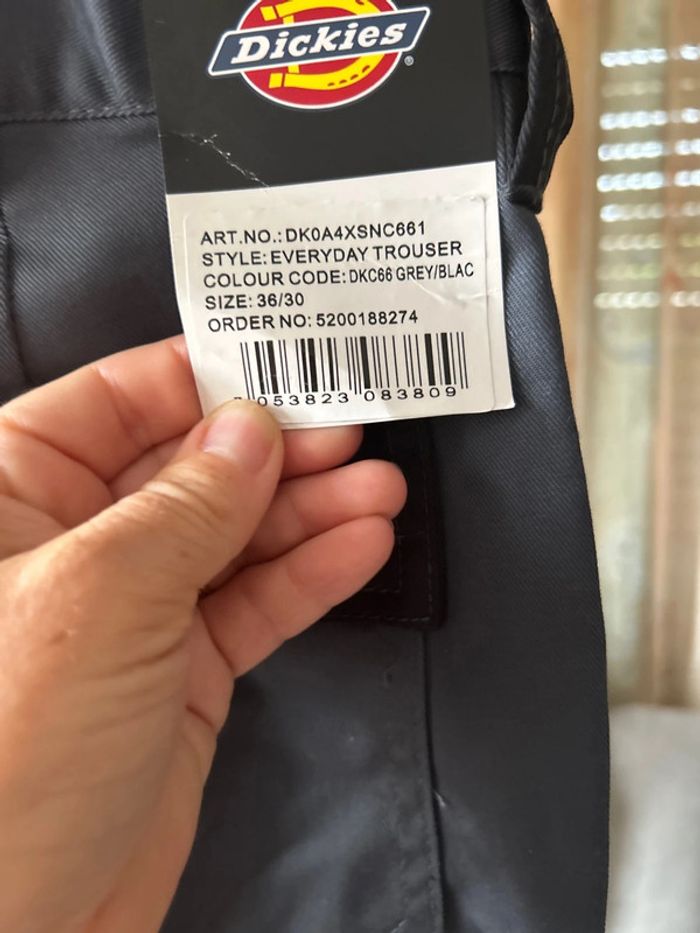 Dickies
®
ART.NO.:DK0A4XSNC661
STYLE:EVERYDAY TROUSER
COLOUR CODE:DKC66 GREY/BLAC
SIZE: 36/30
ORDER NO: 5200188274
053823 083809